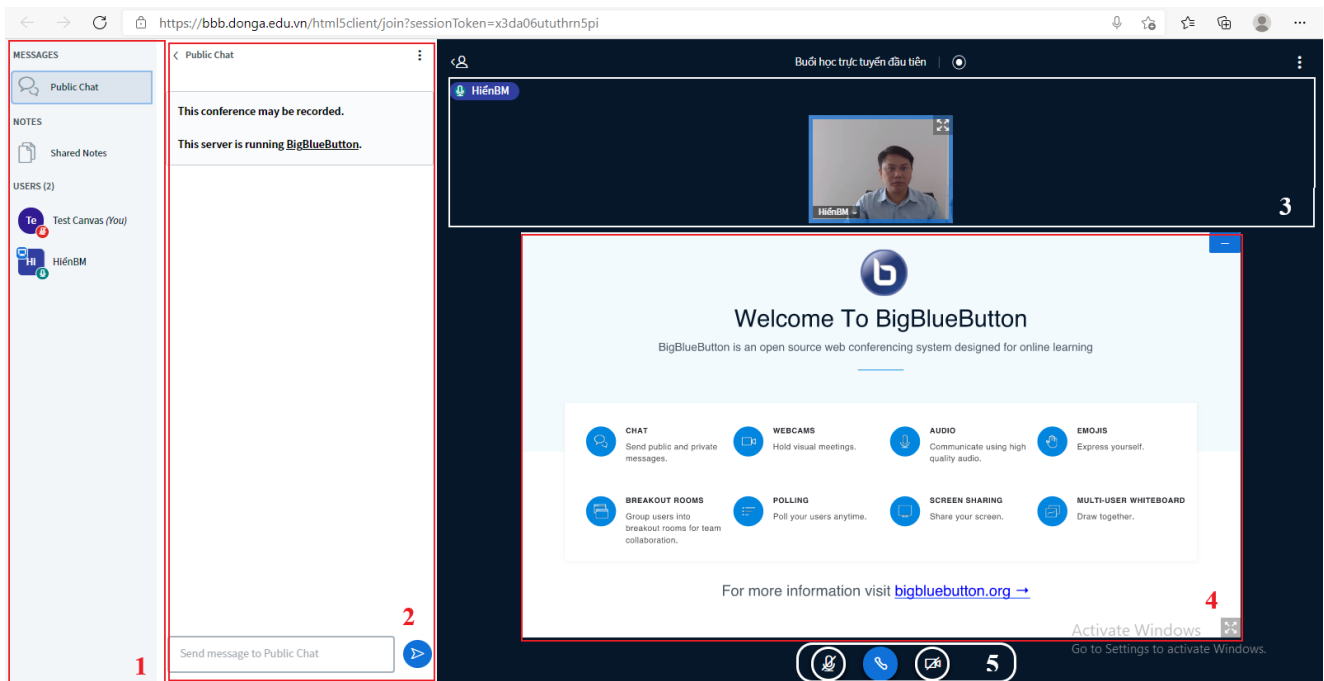 https://bbb.donga.edu.vn/html5client/join?sessionToken=x3da06ututhrn5pi
MESSAGES
Public Chat
NOTES
Shared Notes
USERS (2)
Te
Test Canvas (You)
HI
HiếnBM
1
Public Chat
This conference may be recorded.
This server is running BigBlueButton.
Send message to Public Chat
2
Buổi học trực tuyến đầu tiên
HiếnBM
HiếnBM
3
b
Welcome To BigBlueButton
BigBlueButton is an open source web conferencing system designed for online learning
CHAT
Send public and private
messages.
WEBCAMS
Hold visual meetings.
AUDIO
Communicate using high
quality audio.
EMOJIS
Express yourself.
BREAKOUT ROOMS
Group users into
breakout rooms for team
collaboration.
POLLING
Poll your users anytime.
SCREEN SHARING
Share your screen.
MULTI-USER WHITEBOARD
Draw together.
For more information visit bigbluebutton.org →
4
Activate Windows
Go to Settings to activate Windows.
5